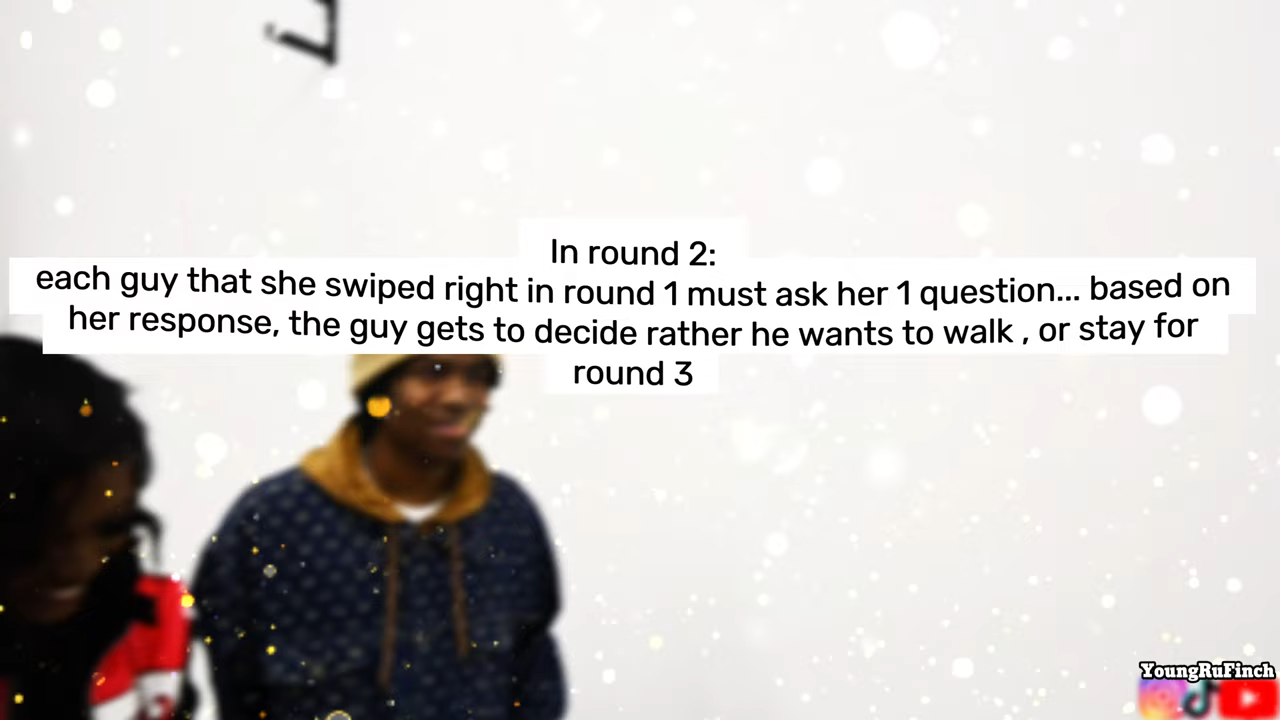 In round 2:
each guy that she swiped right in round 1 must ask her 1 question... based on
her response, the guy gets to decide rather he wants to walk , or stay for
round 3
YoungRuFinch